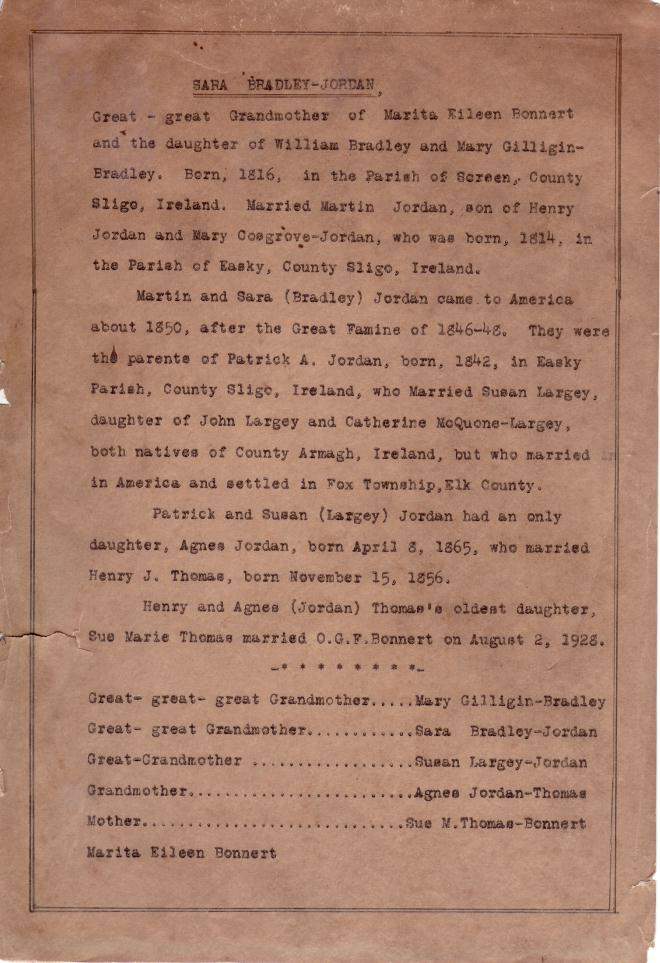 SARA BRADLEY-JORDAN,
Great - great Grandmother of Marita Eileen Bonnert
and the daughter of William Bradley and Mary Gilligin-
Bradley. Born, 1816, in the Parish of Screen, County
Sligo, Ireland. Married Martin Jordan, son of Henry
Jordan and Mary Cosgrove-Jordan, who was born, 1814, in
the Parish of Easky, County Sligo, Ireland.
Martin and Sara (Bradley) Jordan came to America
about 1850, after the Great Famine of 1846-48. They were
the parents of Patrick A. Jordan, born, 1842, in Easky
Parish, County Sligo, Ireland, who Married Susan Largey,
daughter of John Largey and Catherine McQuone-Largey,
both natives of County Armagh, Ireland, but who married in
in America and settled in Fox Township,Elk County.
Patrick and Susan (Largey) Jordan had an only
daughter, Agnes Jordan, born April 8, 1865, who married
Henry J. Thomas, born November 15, 1856.
Henry and Agnes (Jordan) Thomas's oldest daughter,
Sue Marie Thomas married O.G.F.Bonnert on August 2, 1928.
-* * * * * * * *-
Great- great- great Grandmother.....Mary Gilligin-Bradley
Great- great Grandmother............Sara Bradley-Jordan
Great-Grandmother ..................Susan Largey-Jordan
Grandmother.........................Agnes Jordan-Thomas
Mother.............................Sue M.Thomas-Bonnert
Marita Eileen Bonnert